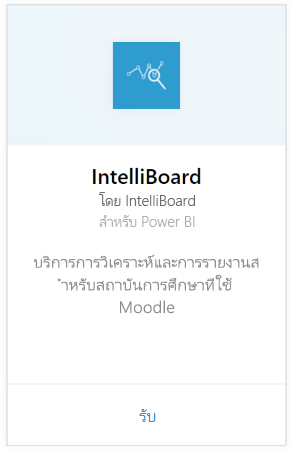 IntelliBoard
โดย IntelliBoard
สำหรับ Power BI
บริการการวิเคราะห์และการรายงานส
ำหรับสถาบันการศึกษาที่ใช้
Moodle
รับ